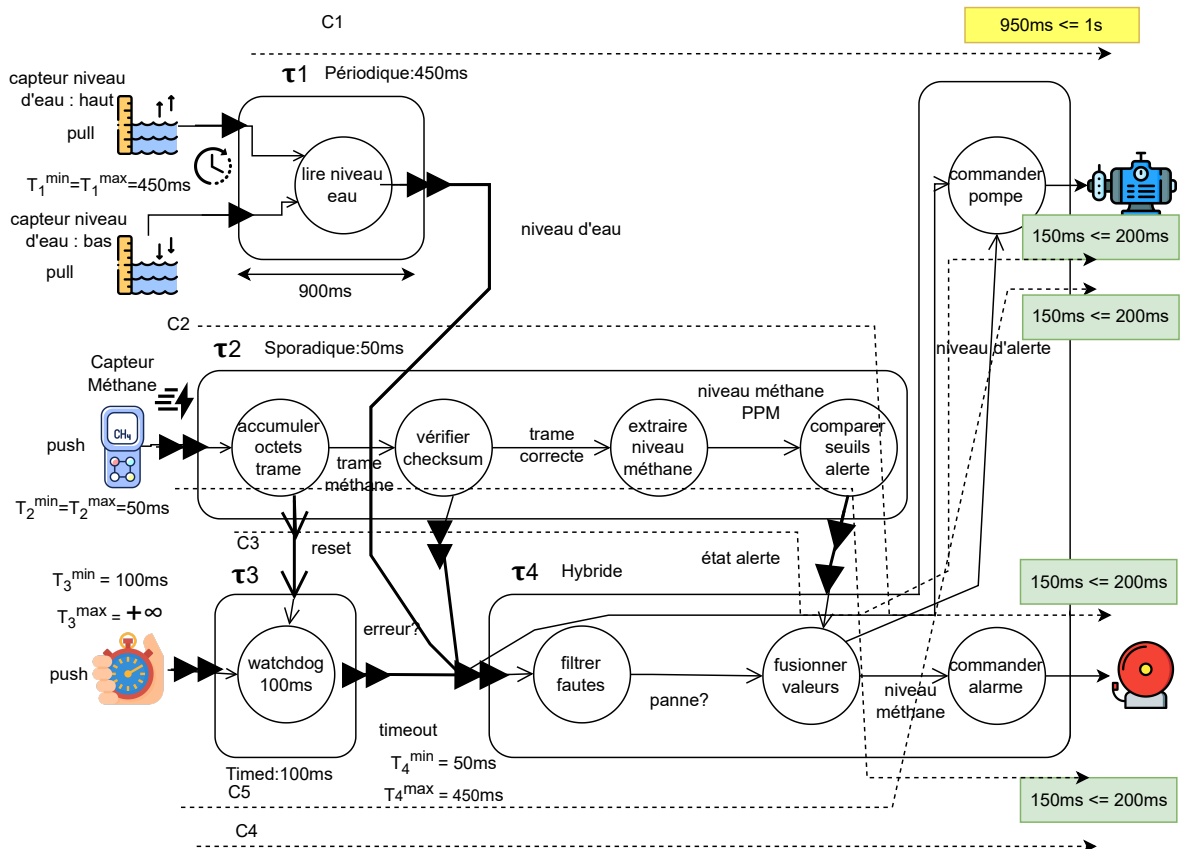 C1
950ms <= 1s
τ1 Périodique:450ms
capteur niveau
d'eau : haut
pull
T₁ᵐⁱⁿ=T₁ᵐᵃˣ=450ms
capteur niveau
d'eau : bas
pull
lire niveau
eau
900ms
niveau d'eau
commander
pompe
150ms <= 200ms
150ms <= 200ms
C2
τ2 Sporadique:50ms
niveau d'alerte
Capteur
Méthane
push
CH₄
T₂ᵐⁱⁿ=T₂ᵐᵃˣ=50ms
accumuler
octets
trame
trame
méthane
vérifier
checksum
trame
correcte
extraire
niveau
méthane
niveau méthane
PPM
comparer
seuils
alerte
C3
reset
état alerte
τ3
τ4 Hybride
T₃ᵐⁱⁿ = 100ms
T₃ᵐᵃˣ = +∞
push
watchdog
100ms
erreur?
timeout
T₄ᵐⁱⁿ = 50ms
T₄ᵐᵃˣ = 450ms
filtrer
fautes
panne?
fusionner
valeurs
niveau
méthane
commander
alarme
150ms <= 200ms
Timed:100ms
C5
150ms <= 200ms
C4